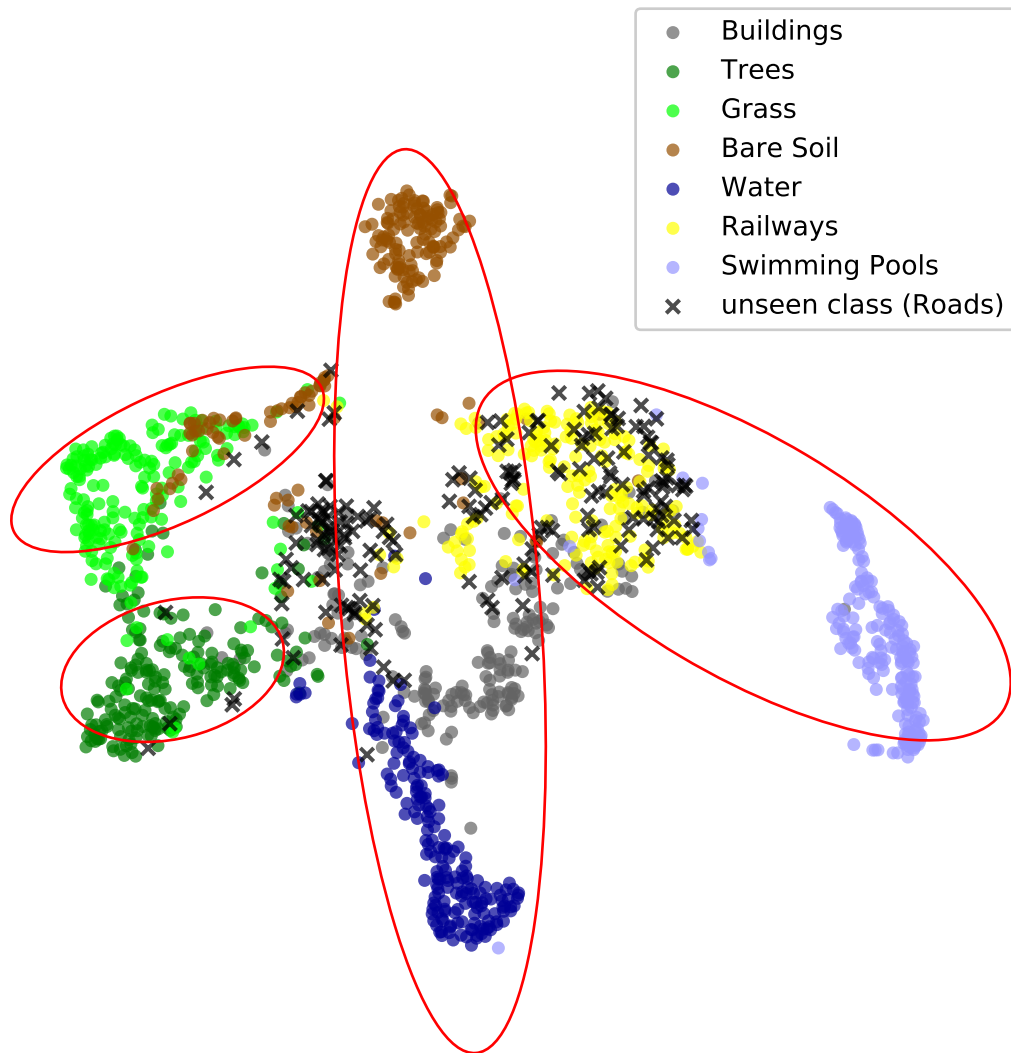 Buildings
Trees
Grass
Bare Soil
Water
Railways
Swimming Pools
unseen class (Roads)